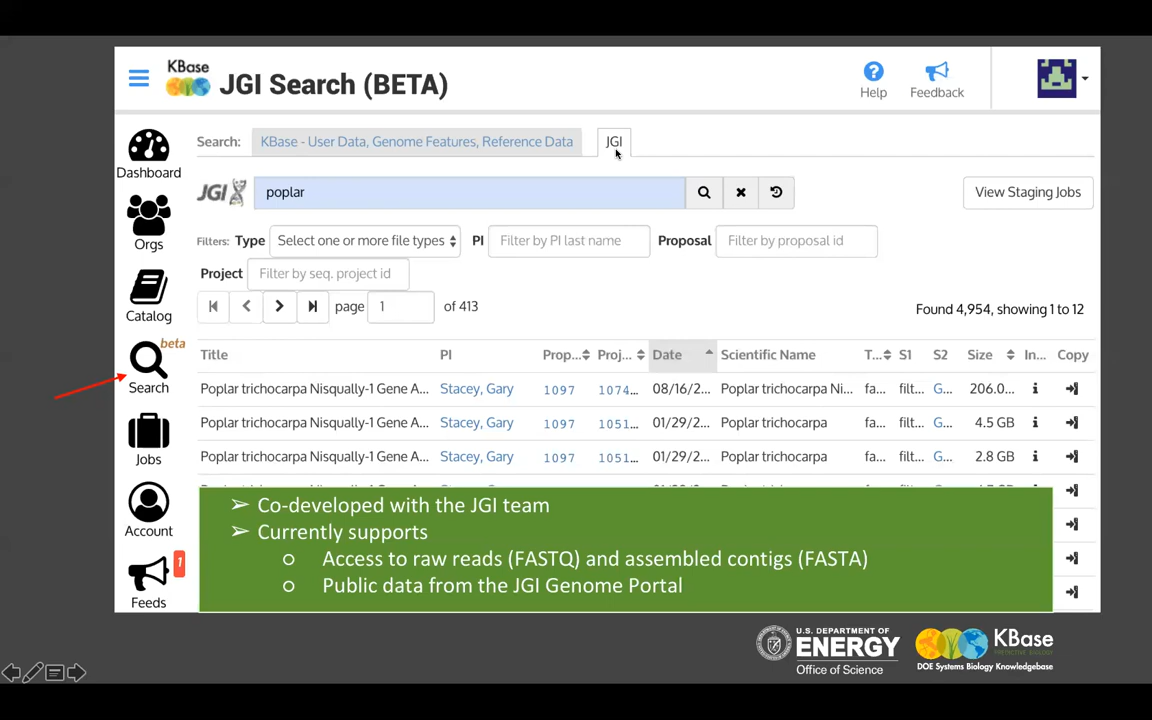 KBase
JGI Search (BETA)
Help
Feedback
Dashboard
Orgs
Catalog
beta
Search
Jobs
Account
1
Feeds
Search: KBase - User Data, Genome Features, Reference Data JGI
JGI poplar View Staging Jobs
Filters: Type Select one or more file types PI Filter by PI last name Proposal Filter by proposal id
Project Filter by seq. project id
page 1 of 413 Found 4,954, showing 1 to 12
Title PI Prop... Proj... Date Scientific Name T... S1 S2 Size In... Copy
Poplar trichocarpa Nisqually-1 Gene A... Stacey, Gary 1097 1074... 08/16/2... Poplar trichocarpa Ni... fa... filt... G... 206.0...
Poplar trichocarpa Nisqually-1 Gene A... Stacey, Gary 1097 1051... 01/29/2... Poplar trichocarpa fa... filt... G... 4.5 GB
Poplar trichocarpa Nisqually-1 Gene A... Stacey, Gary 1097 1051... 01/29/2... Poplar trichocarpa fa... filt... G... 2.8 GB
➢ Co-developed with the JGI team
➢ Currently supports
○ Access to raw reads (FASTQ) and assembled contigs (FASTA)
○ Public data from the JGI Genome Portal
U.S. DEPARTMENT OF
ENERGY
Office of Science
KBase
PREDICTIVE BIOLOGY
DOE Systems Biology Knowledgebase